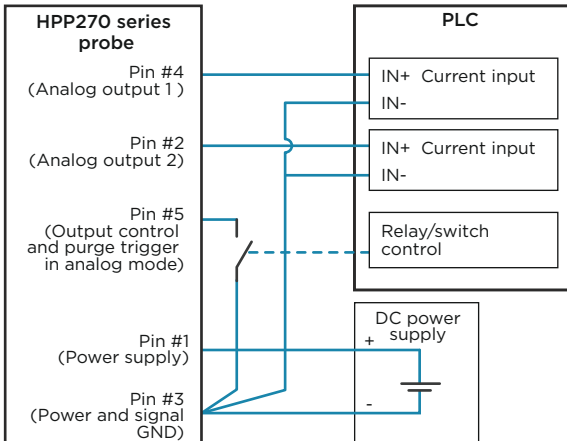 HPP270 series
probe
Pin #4
(Analog output 1 )
Pin #2
(Analog output 2)
Pin #5
(Output control
and purge trigger
in analog mode)
Pin #1
(Power supply)
Pin #3
(Power and signal
GND)
PLC
IN+ Current input
IN-
IN+ Current input
IN-
Relay/switch
control
DC power
supply
+
-